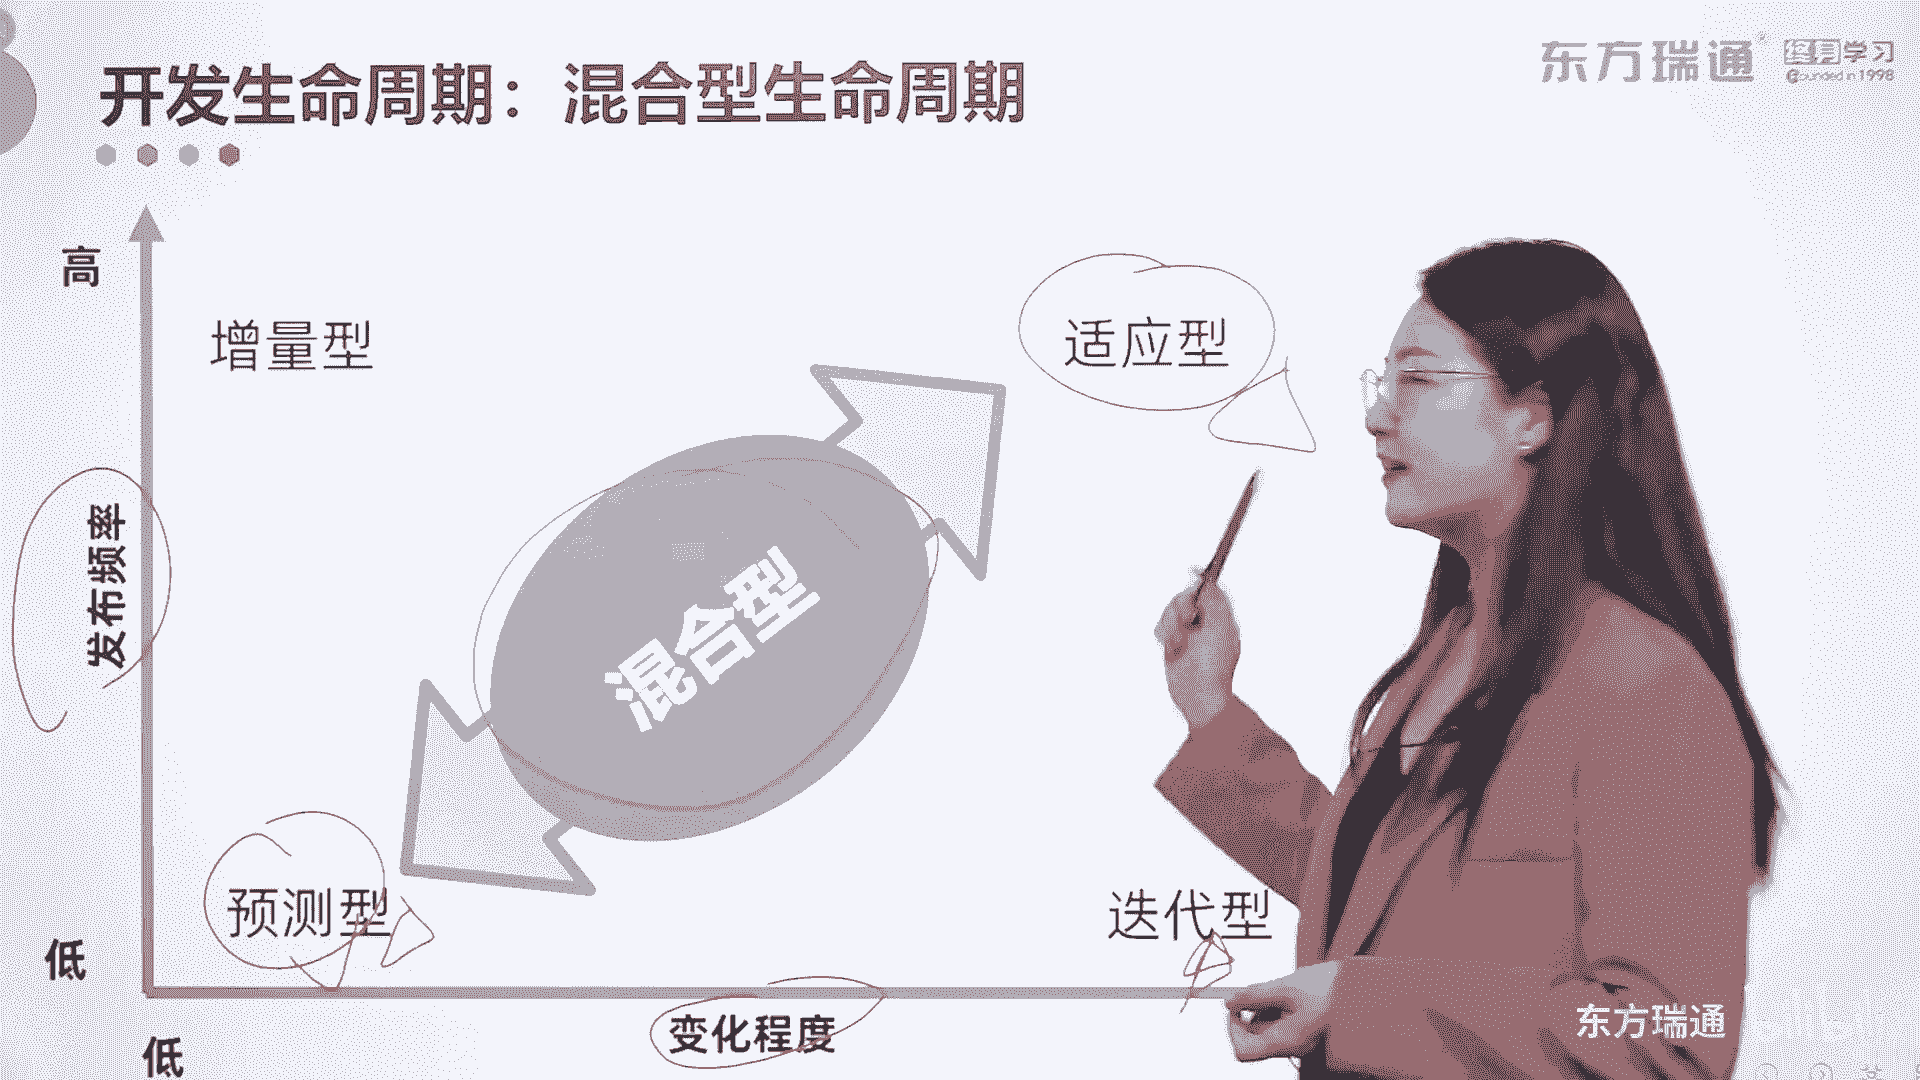 开发生命周期：混合型生命周期
东方瑞通
终身学习
Founded in 1998
高
增量型
适应型
发布频率
混合型
预测型
迭代型
低
变化程度
低
东方瑞通